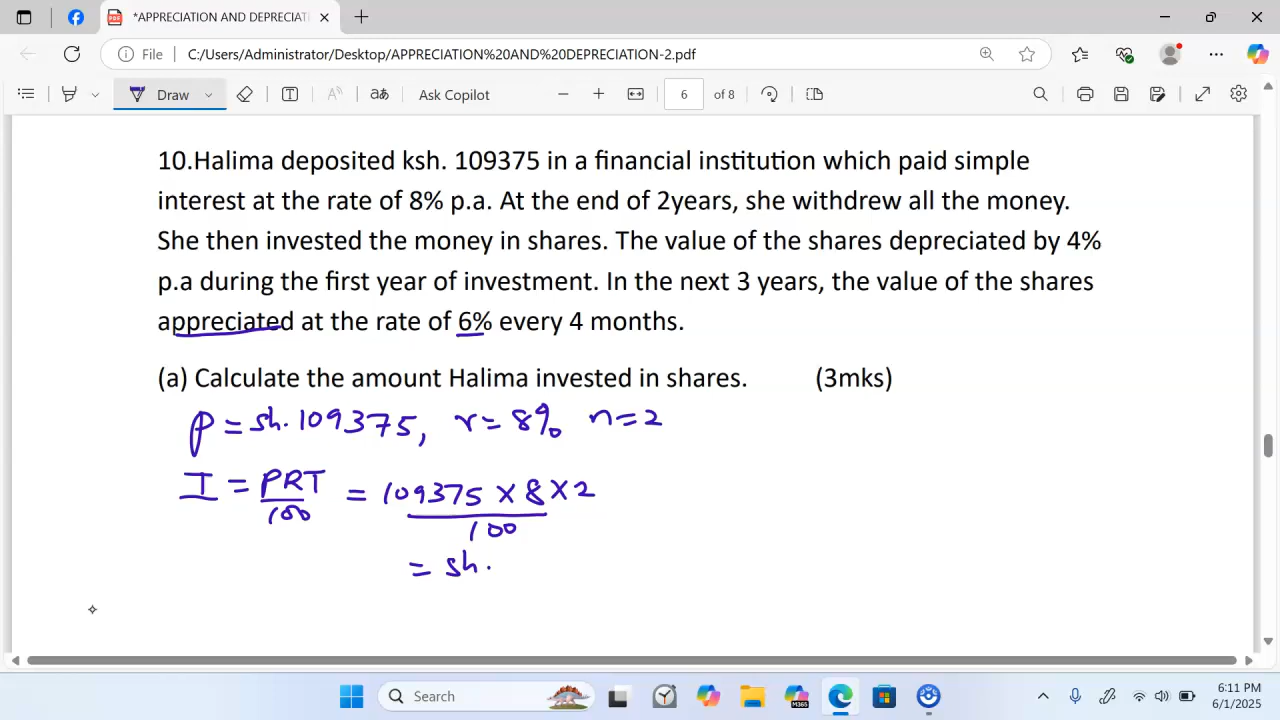 *APPRECIATION AND DEPRECIATI
File C:/Users/Administrator/Desktop/APPRECIATION%20AND%20DEPRECIATION-2.pdf
Draw Ask Copilot 6 of 8
10.Halima deposited ksh. 109375 in a financial institution which paid simple
interest at the rate of 8% p.a. At the end of 2years, she withdrew all the money.
She then invested the money in shares. The value of the shares depreciated by 4%
p.a during the first year of investment. In the next 3 years, the value of the shares
appreciated at the rate of 6% every 4 months.
(a) Calculate the amount Halima invested in shares. (3mks)
P = sh. 109375, r = 8% n = 2
I = PRT = 109375 × 8 × 2
100 100
= sh.
Search
6:11 PM
6/1/2025